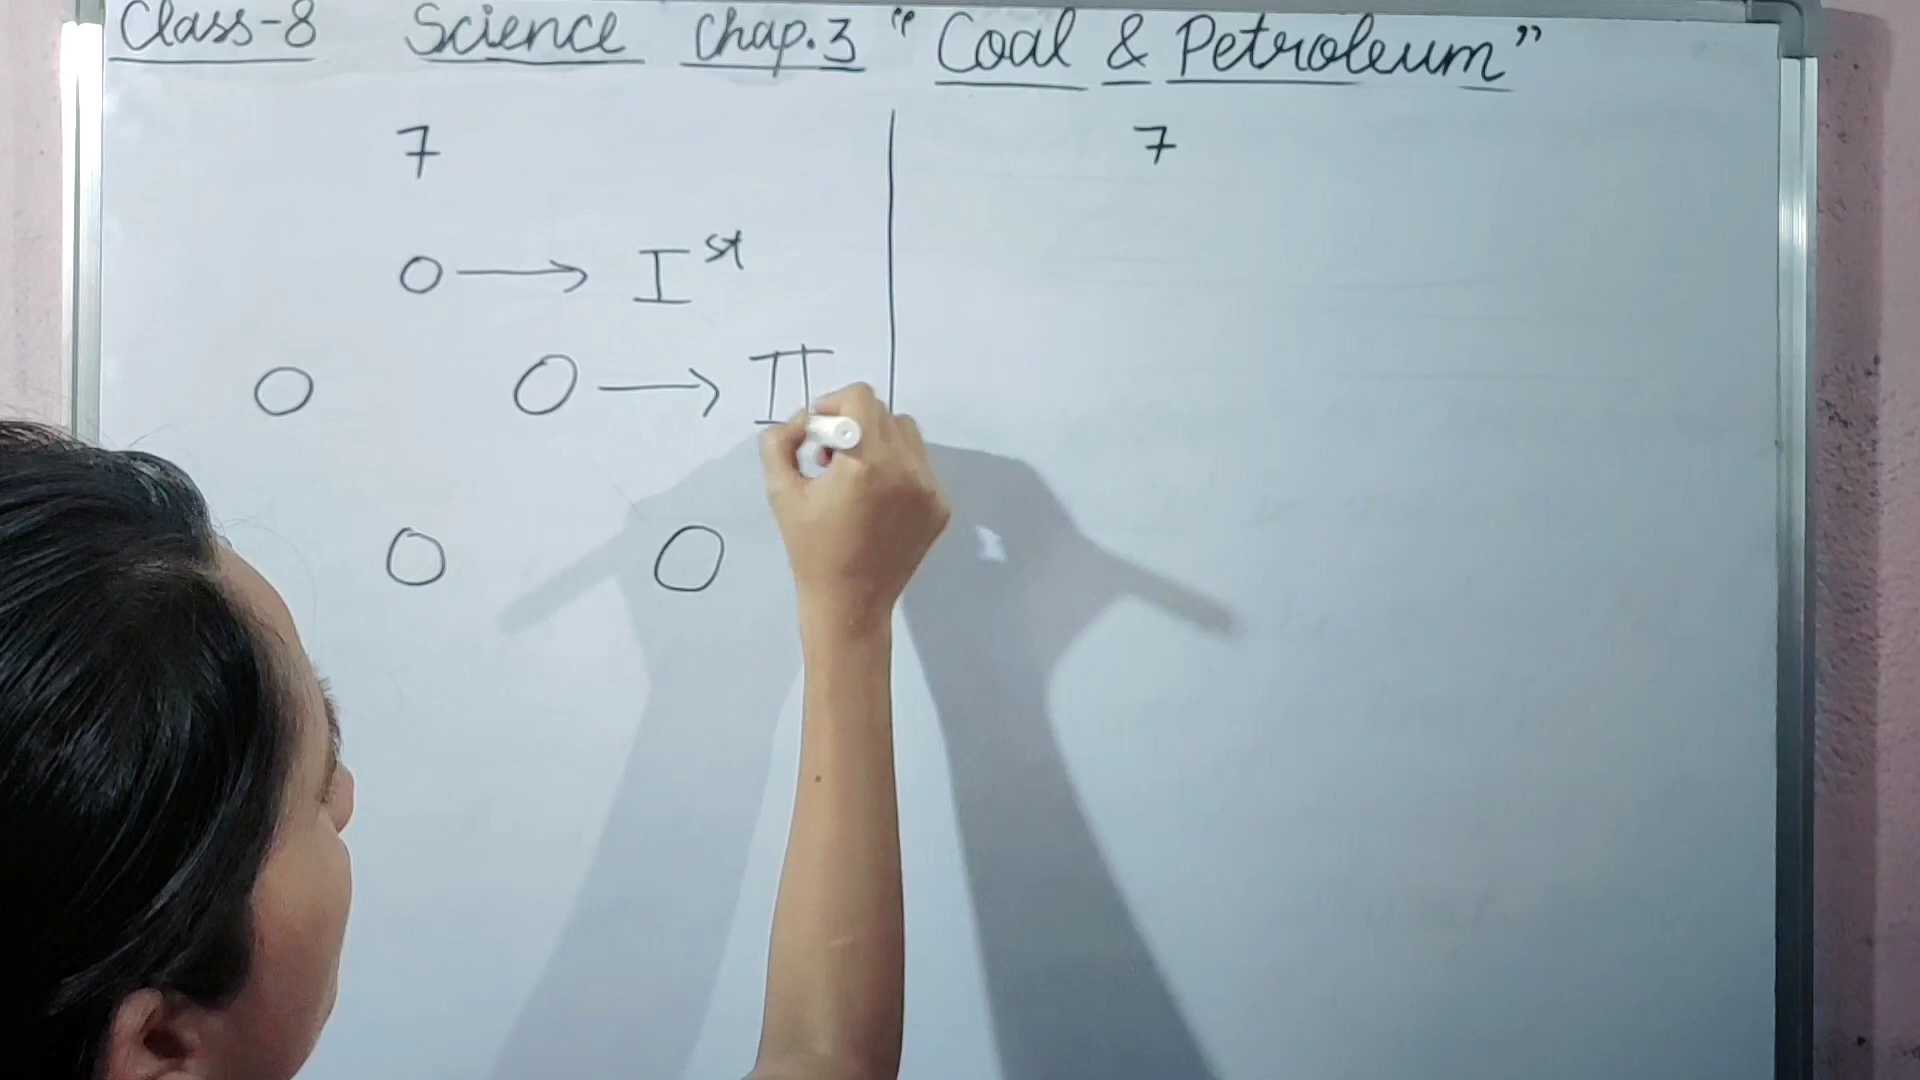 Class-8 Science Chap.3 "Coal & Petroleum"
7 7
O → Ist
O O → II
O O